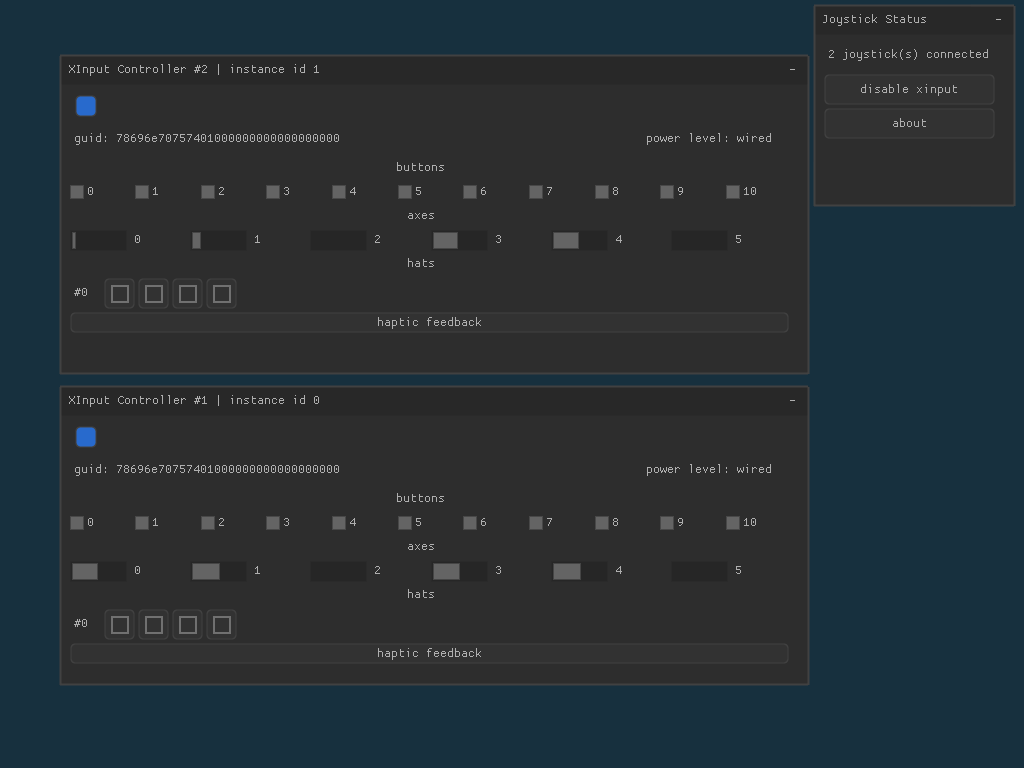 Joystick Status -
2 joystick(s) connected
disable xinput
about
XInput Controller #2 | instance id 1 -
guid: 78696e70757401000000000000000000 power level: wired
buttons
0 1 2 3 4 5 6 7 8 9 10
axes
0 1 2 3 4 5
hats
#0
haptic feedback
XInput Controller #1 | instance id 0 -
guid: 78696e70757401000000000000000000 power level: wired
buttons
0 1 2 3 4 5 6 7 8 9 10
axes
0 1 2 3 4 5
hats
#0
haptic feedback